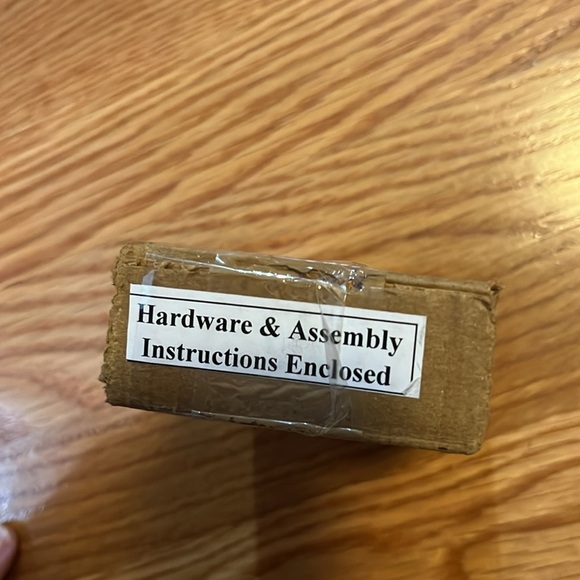 Hardware & Assembly
Instructions Enclosed